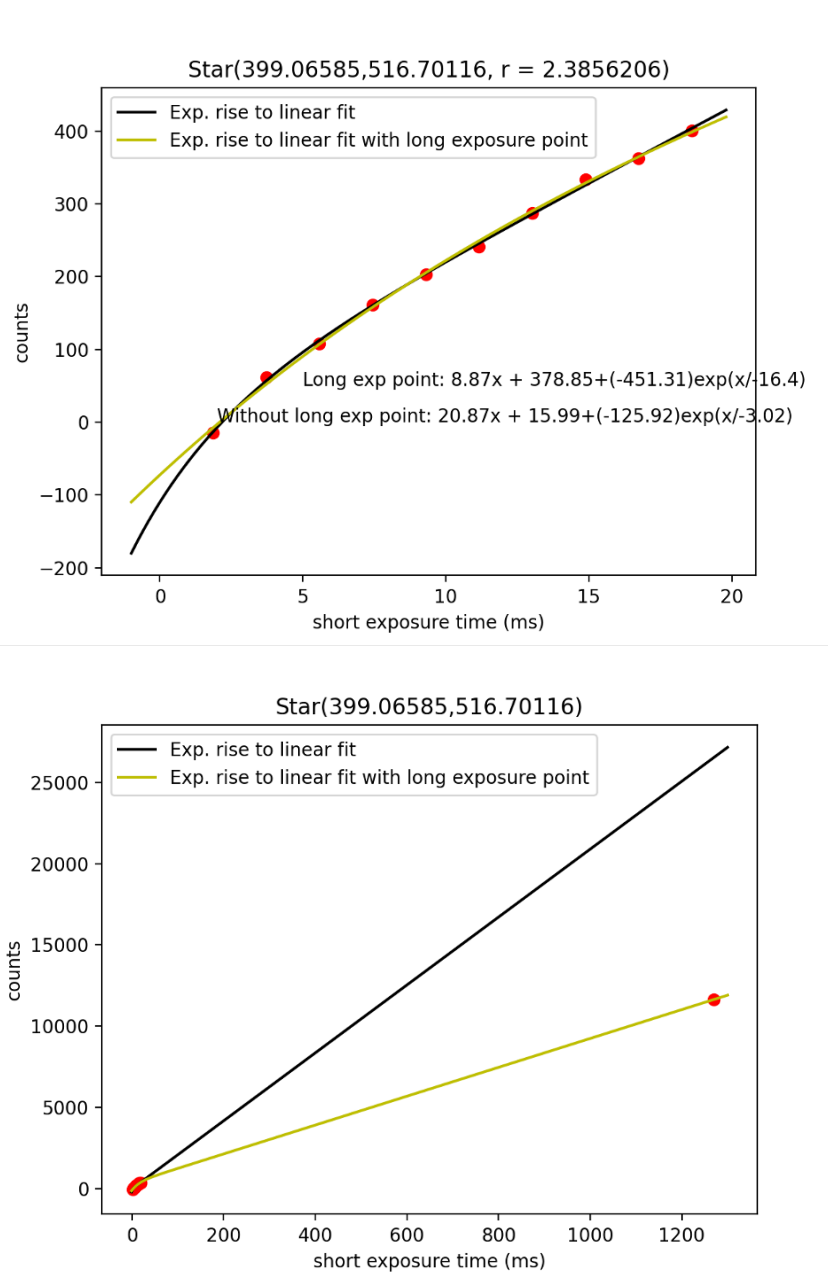 Star(399.06585,516.70116, r = 2.3856206)
Exp. rise to linear fit
Exp. rise to linear fit with long exposure point
400
300
200
100
0
−100
−200
counts
Long exp point: 8.87x + 378.85+(-451.31)exp(x/-16.4)
Without long exp point: 20.87x + 15.99+(-125.92)exp(x/-3.02)
0 5 10 15 20
short exposure time (ms)
Star(399.06585,516.70116)
Exp. rise to linear fit
Exp. rise to linear fit with long exposure point
25000
20000
15000
10000
5000
0
counts
0 200 400 600 800 1000 1200
short exposure time (ms)